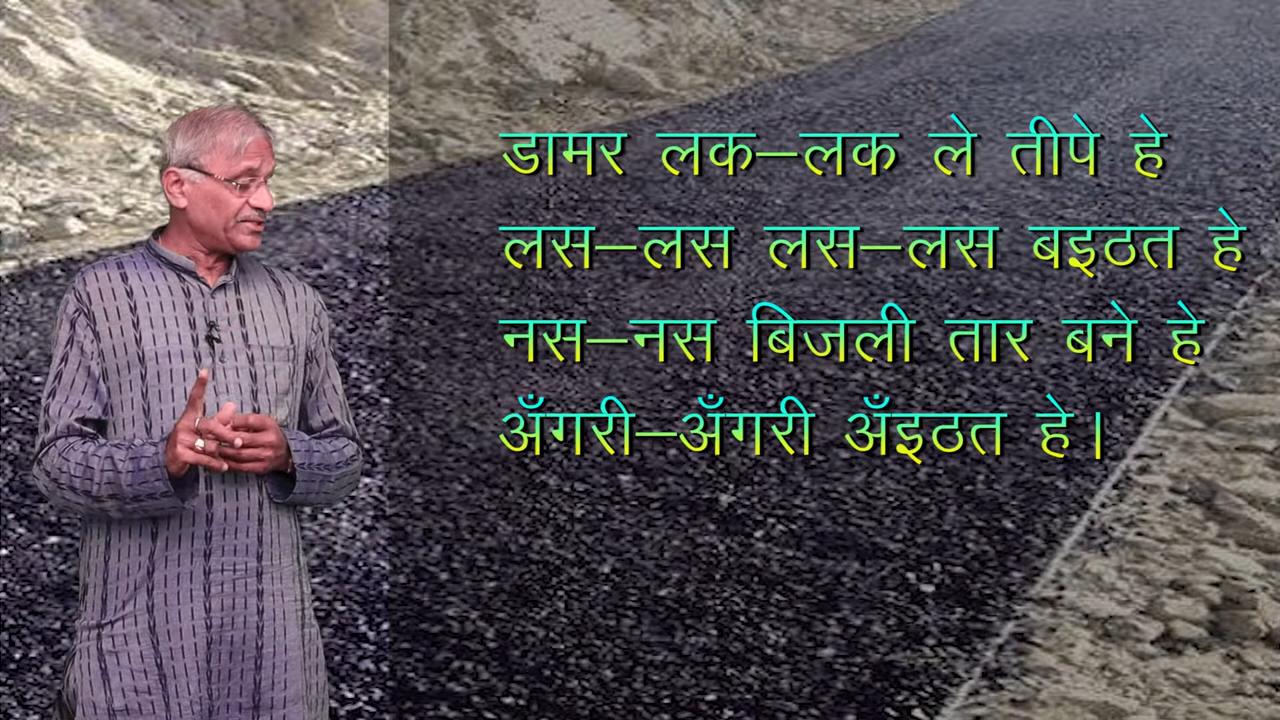 डामर लक–लक ले तीपे हे
लस–लस लस–लस बइठत हे
नस–नस बिजली तार बने हे
अँगरी–अँगरी अँइठत हे।